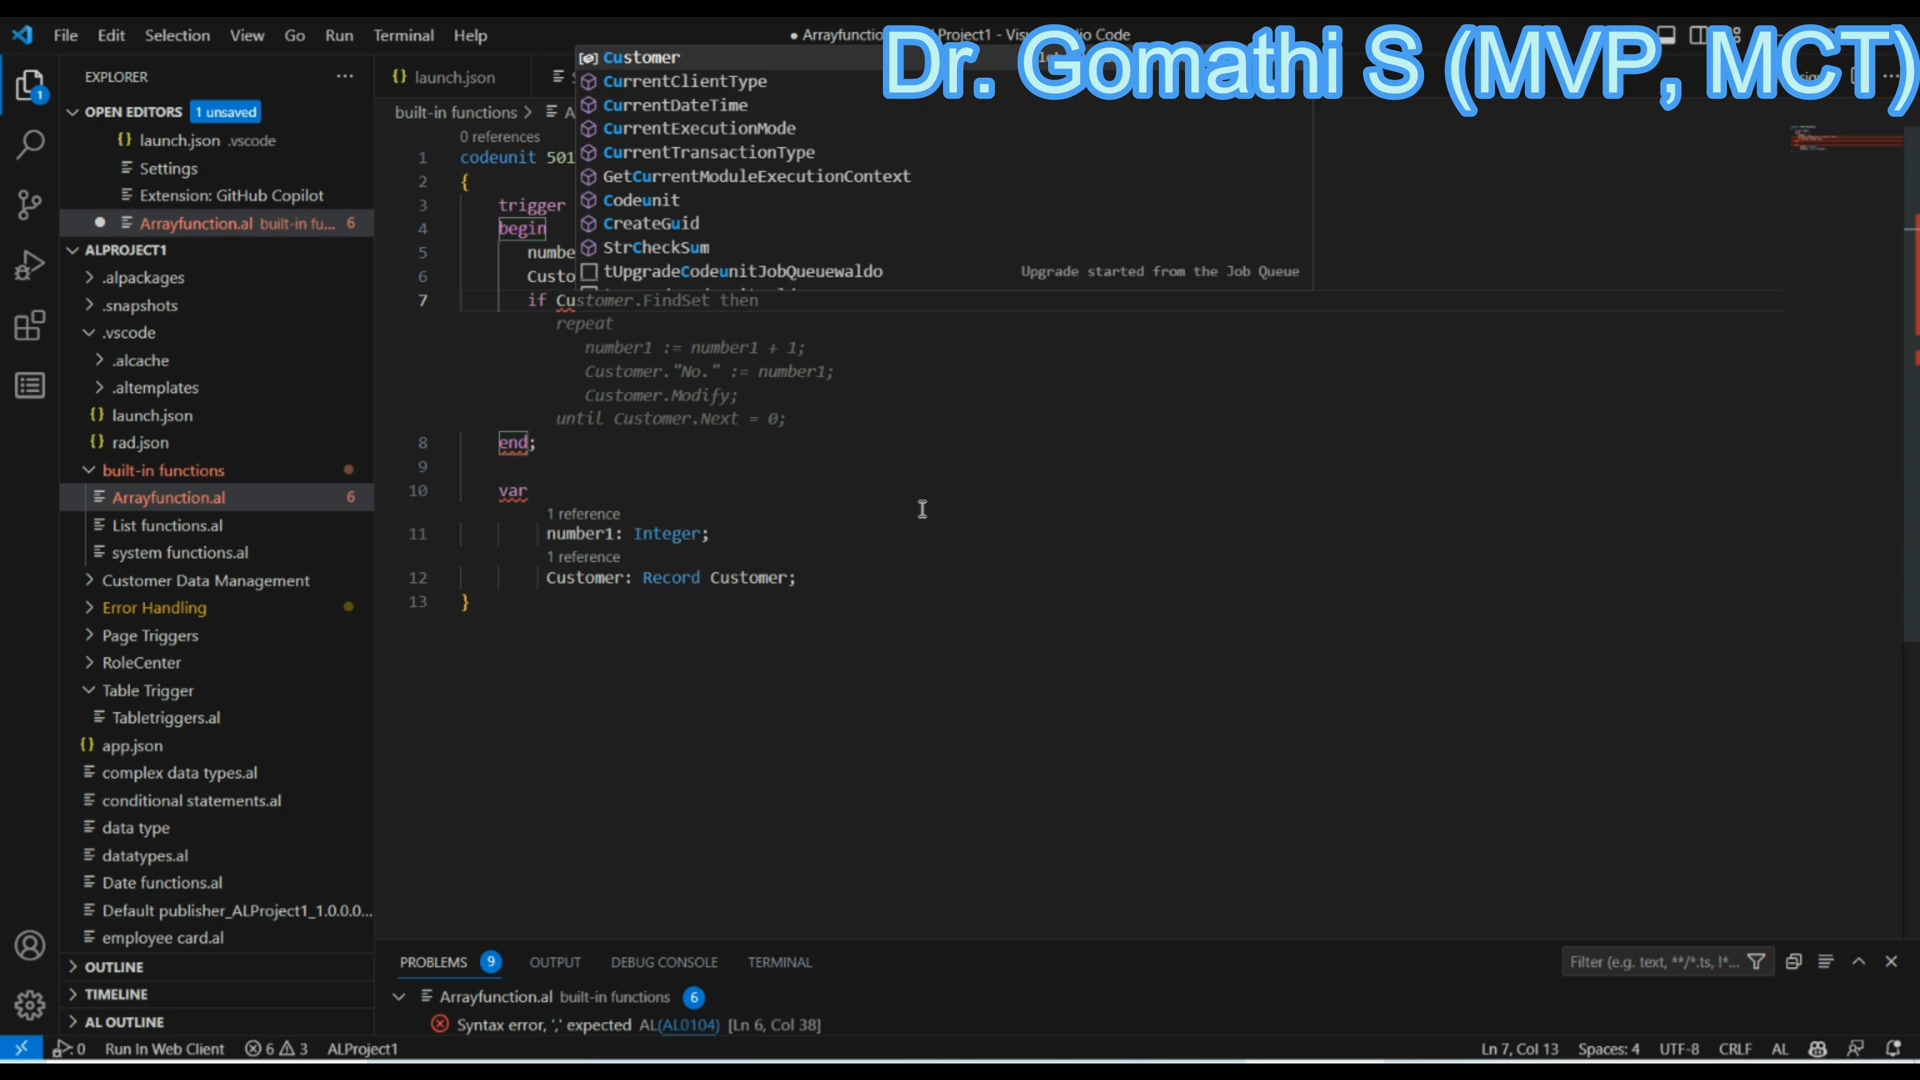 File Edit Selection View Go Run Terminal Help
● Arrayfunctio
Project1 - Visu
dio Code
Dr. Gomathi S (MVP, MCT)
EXPLORER
OPEN EDITORS 1 unsaved
launch.json .vscode
Settings
Extension: GitHub Copilot
Arrayfunction.al built-in fu... 6
ALPROJECT1
.alpackages
.snapshots
.vscode
.alcache
.altemplates
launch.json
rad.json
built-in functions
Arrayfunction.al 6
List functions.al
system functions.al
Customer Data Management
Error Handling
Page Triggers
RoleCenter
Table Trigger
Tabletriggers.al
app.json
complex data types.al
conditional statements.al
data type
datatypes.al
Date functions.al
Default publisher_ALProject1_1.0.0.0...
employee card.al
OUTLINE
TIMELINE
AL OUTLINE
launch.json
built-in functions > A
Customer
CurrentClientType
CurrentDateTime
CurrentExecutionMode
CurrentTransactionType
GetCurrentModuleExecutionContext
Codeunit
CreateGuid
StrCheckSum
tUpgradeCodeunitJobQueuewaldo Upgrade started from the Job Queue
0 references
1 codeunit 501
2 {
3 trigger
4 begin
5 numbe
6 Custo
7 if Customer.FindSet then
repeat
number1 := number1 + 1;
Customer."No." := number1;
Customer.Modify;
until Customer.Next = 0;
8 end;
9
10 var
1 reference
11 number1: Integer;
1 reference
12 Customer: Record Customer;
13 }
PROBLEMS 9 OUTPUT DEBUG CONSOLE TERMINAL
Filter (e.g. text, **/*.ts, !*...
Arrayfunction.al built-in functions 6
Syntax error, ',' expected AL(AL0104) [Ln 6, Col 38]
0 Run In Web Client 6 3 ALProject1
Ln 7, Col 13 Spaces: 4 UTF-8 CRLF AL